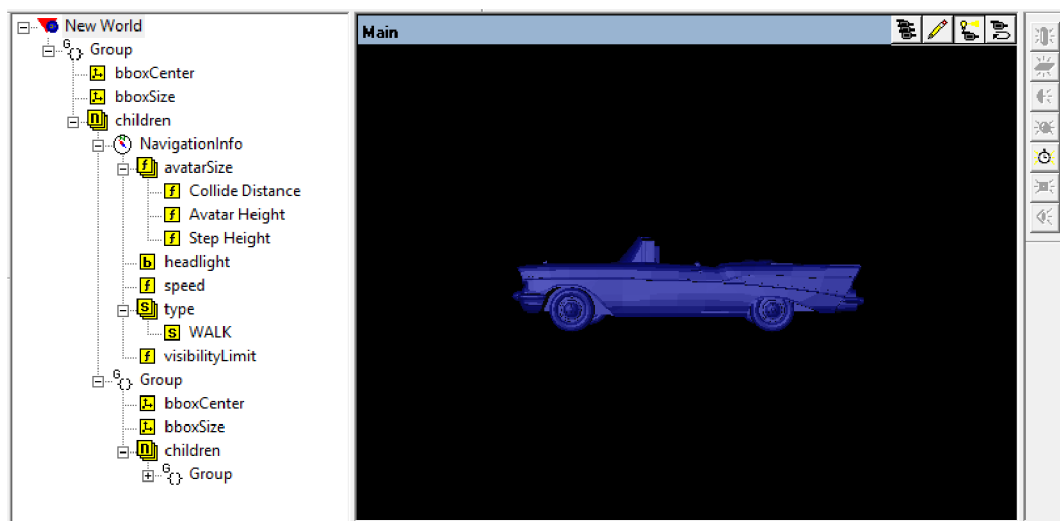 New World
Group
bboxCenter
bboxSize
children
NavigationInfo
avatarSize
Collide Distance
Avatar Height
Step Height
headlight
speed
type
WALK
visibilityLimit
Group
bboxCenter
bboxSize
children
Group
Main